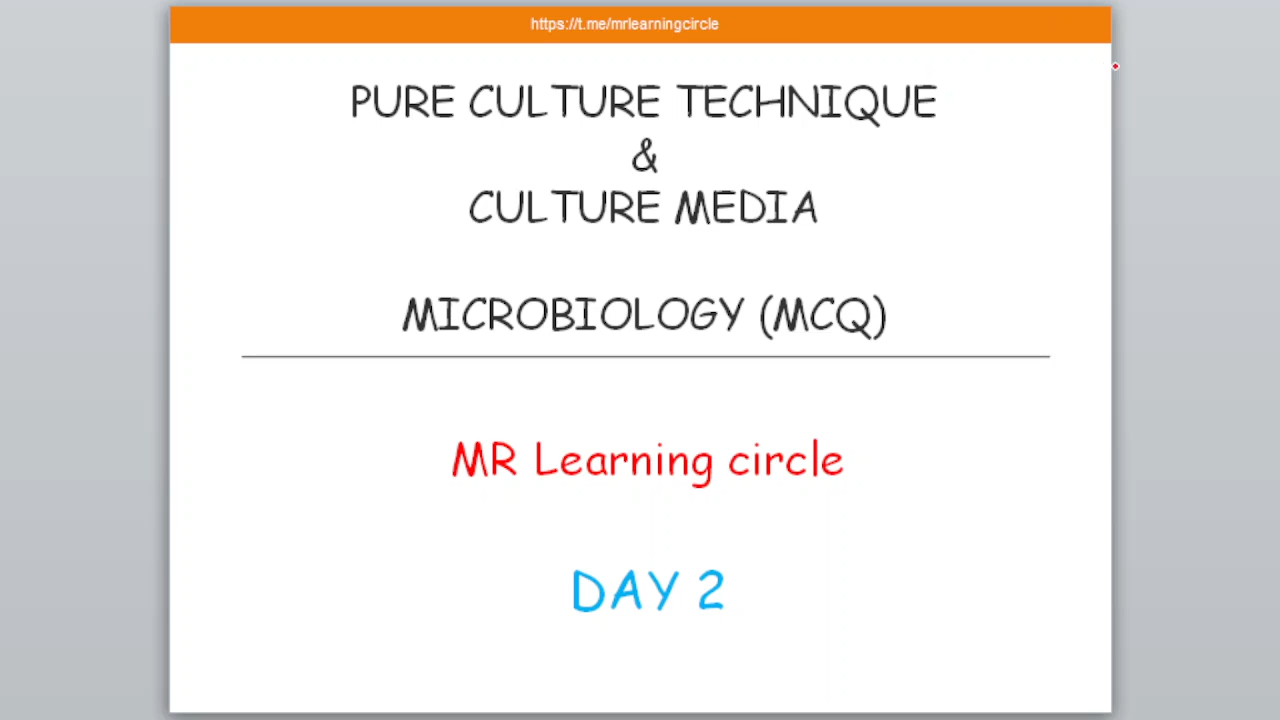 https://t.me/mrlearningcircle
PURE CULTURE TECHNIQUE
&
CULTURE MEDIA
MICROBIOLOGY (MCQ)
MR Learning circle
DAY 2